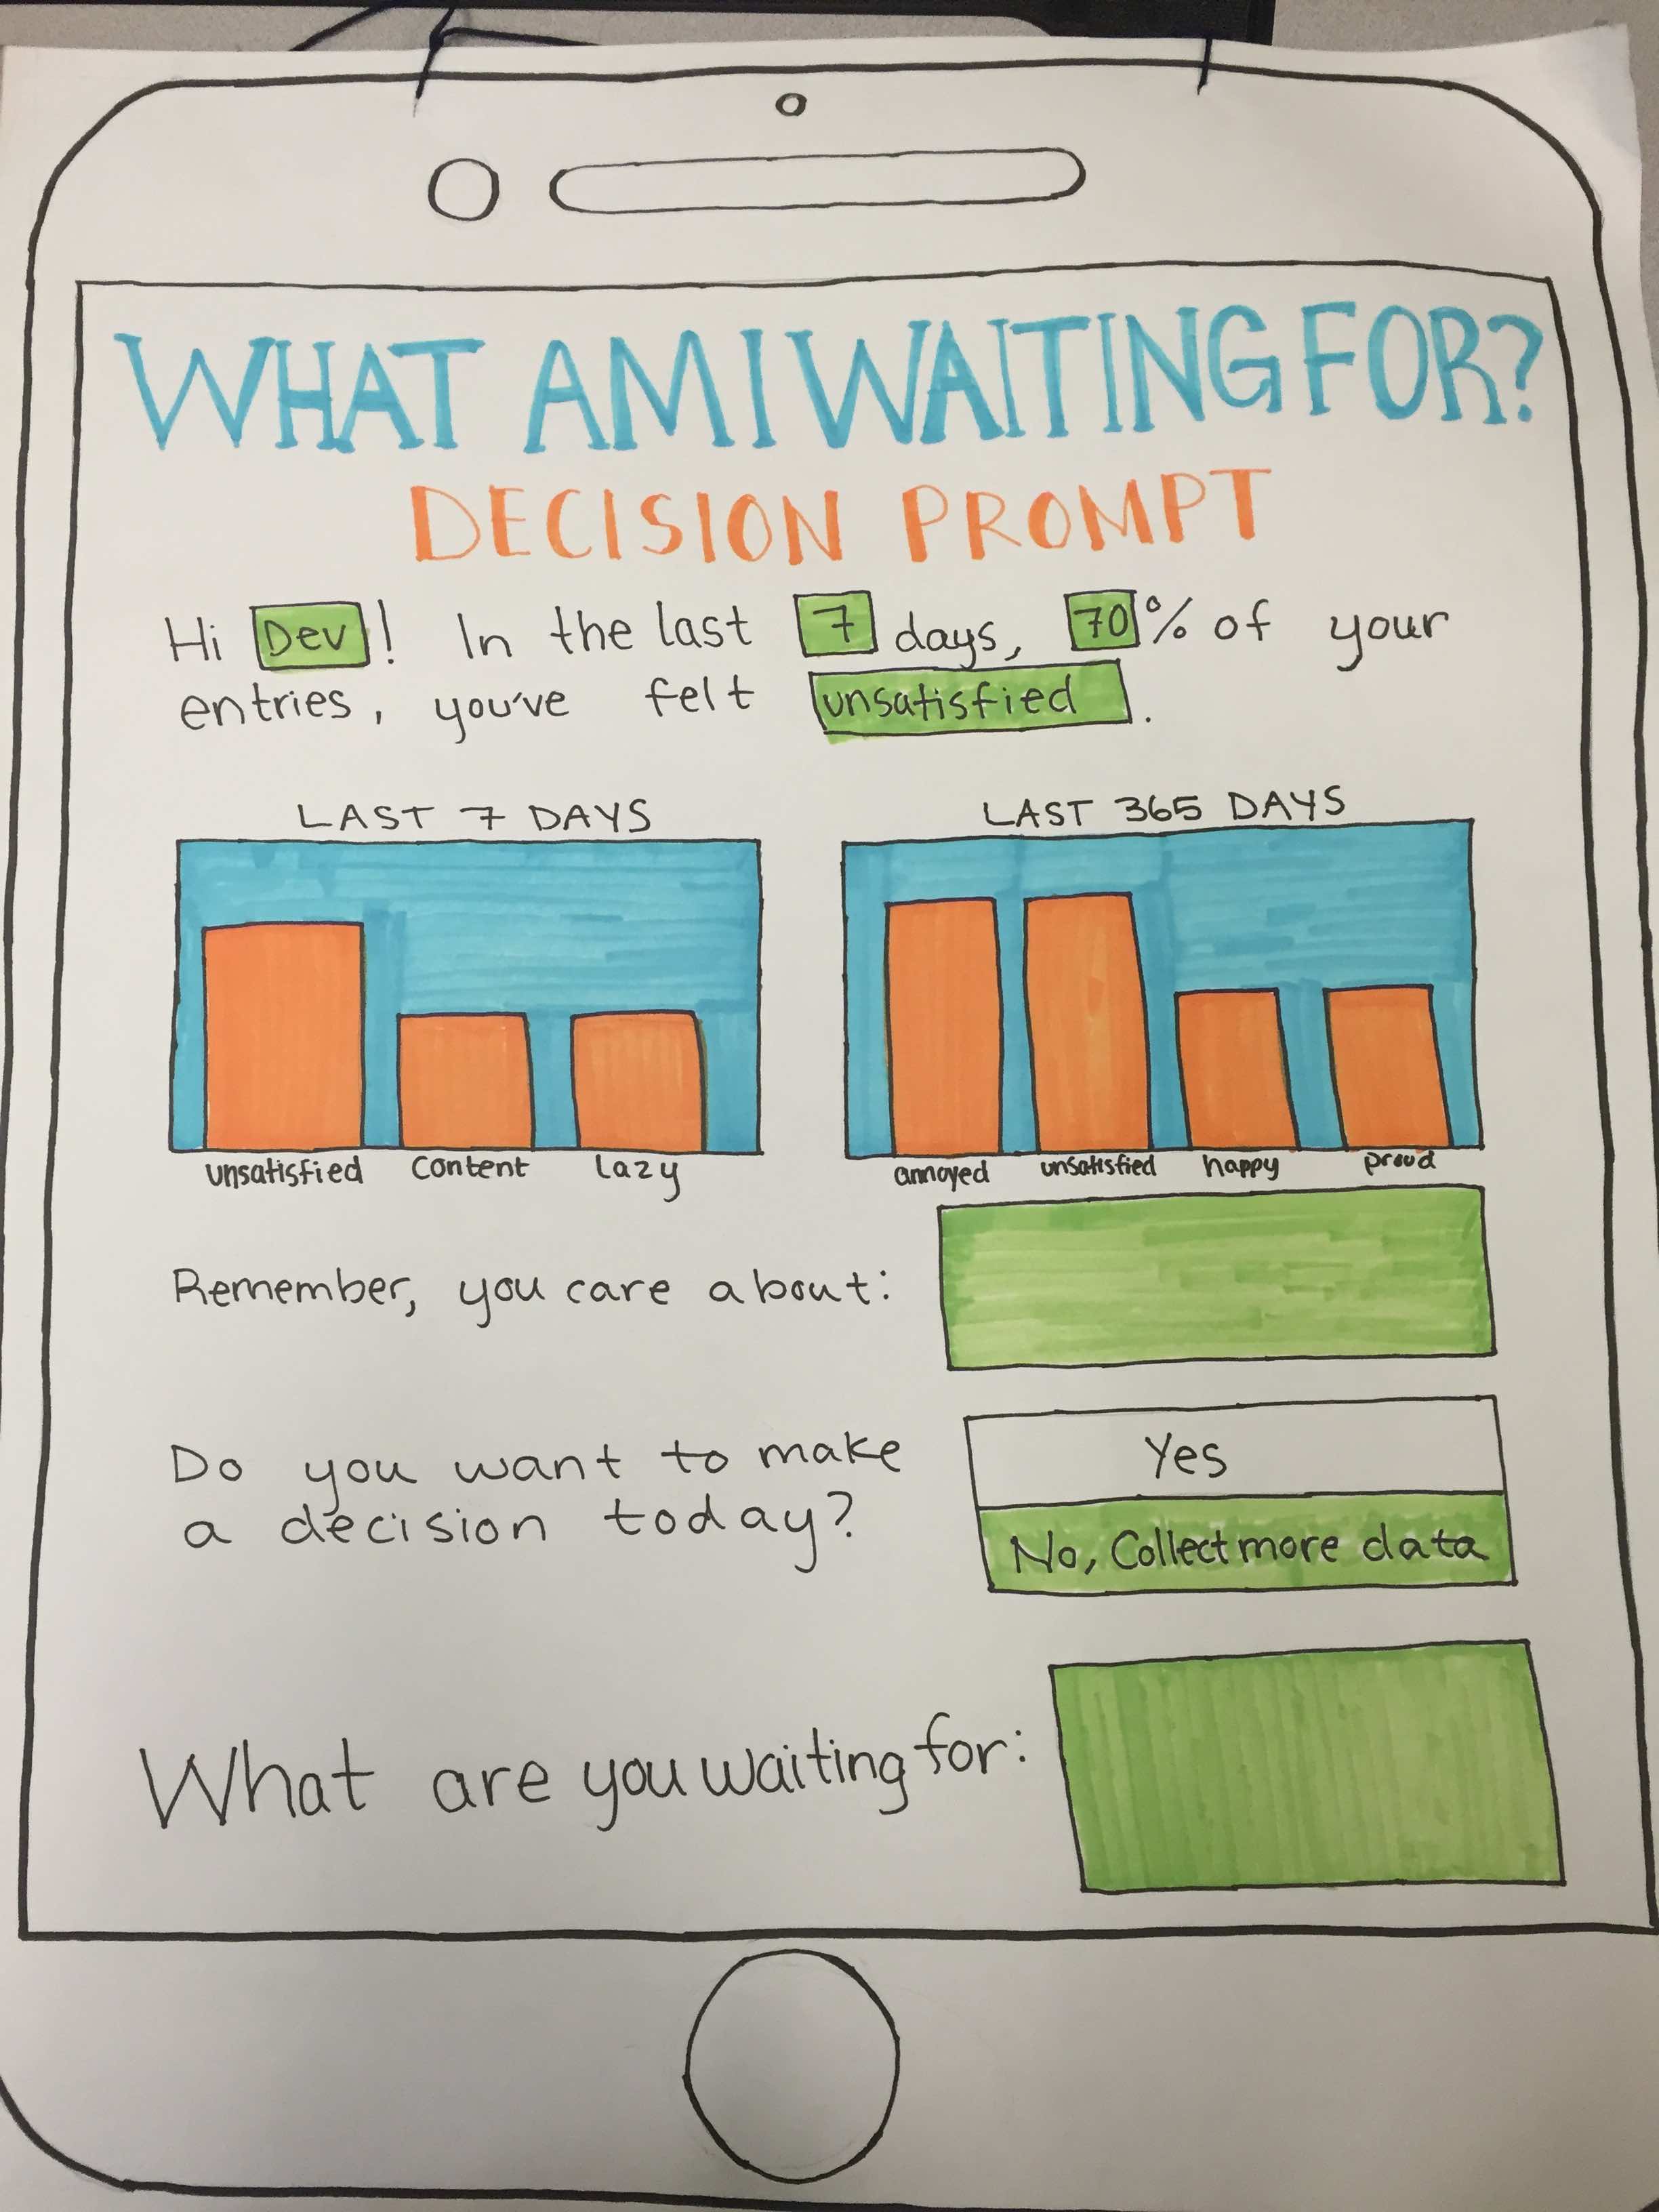 WHAT AM I WAITING FOR?
DECISION PROMPT
Hi Dev! In the last 7 days, 70% of your
entries, you've felt unsatisfied.
LAST 7 DAYS
unsatisfied content Lazy
LAST 365 DAYS
annoyed unsatisfied happy proud
Remember, you care about:
Do you want to make
a decision today?
Yes
No, Collect more data
What are you waiting for: